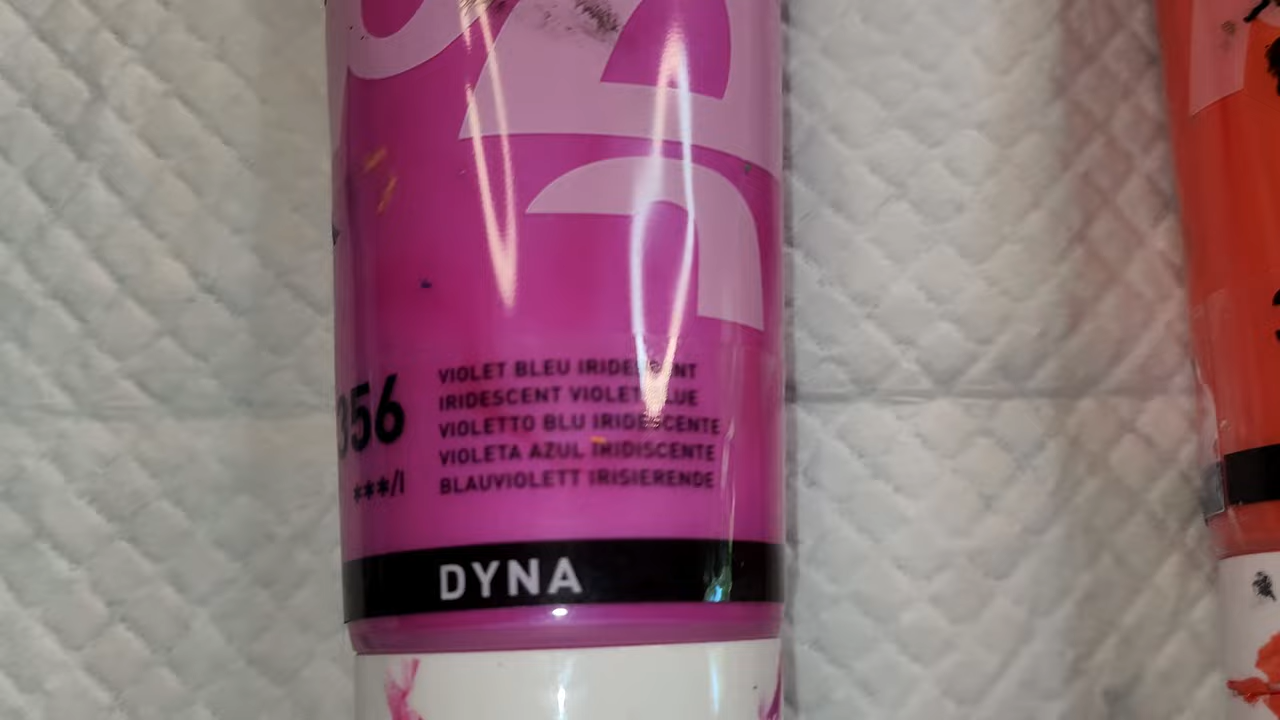 356
***/I
VIOLET BLEU IRIDESCENT
IRIDESCENT VIOLET BLUE
VIOLETTO BLU IRIDESCENTE
VIOLETA AZUL IRIDISCENTE
BLAUVIOLETT IRISIERENDE
DYNA